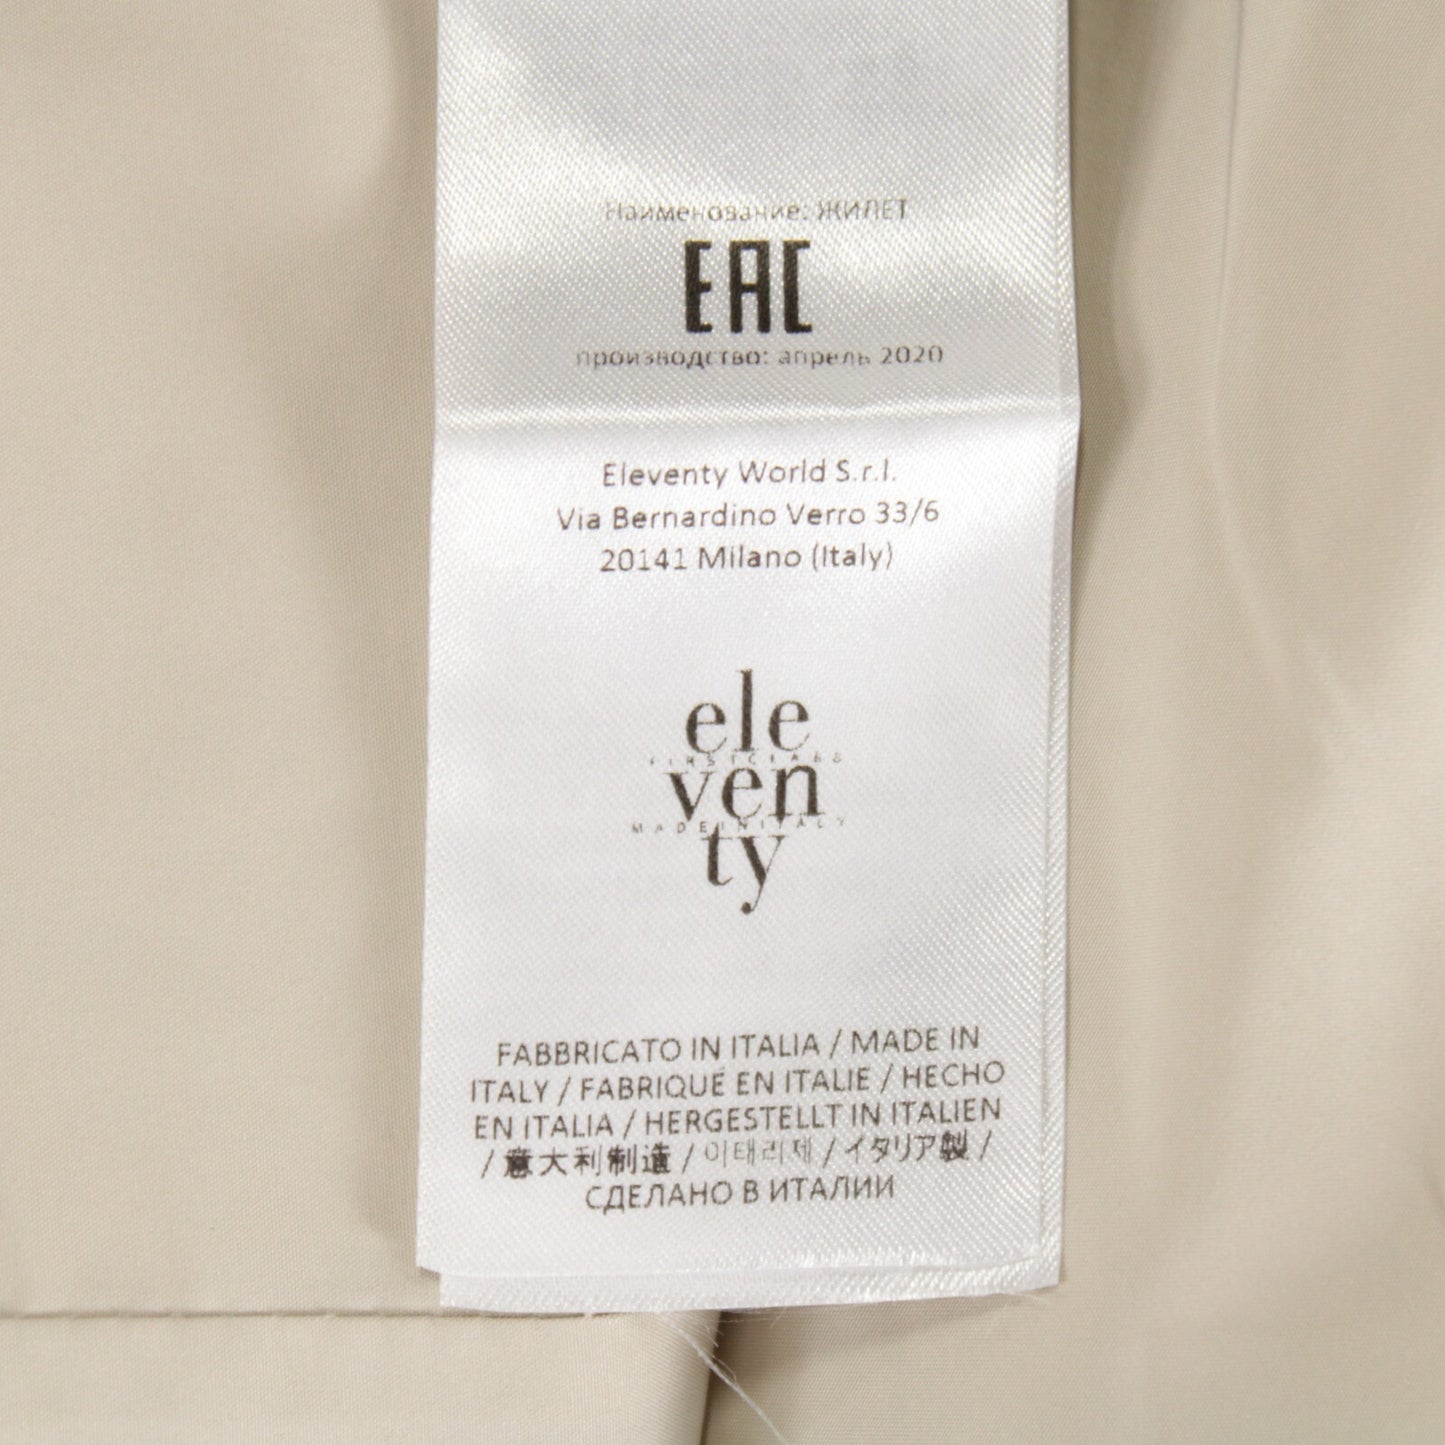 Наименование: ЖИЛЕТ
EAC
производство: апрель 2020
Eleventy World S.r.l.
Via Bernardino Verro 33/6
20141 Milano (Italy)
ele
FIRSTCLASS
ven
MADEINITALY
ty.
FABBRICATO IN ITALIA / MADE IN
ITALY / FABRIQUÉ EN ITALIE / HECHO
EN ITALIA / HERGESTELLT IN ITALIEN
/ 意大利制造 / 이태리제 / イタリア製 /
СДЕЛАНО В ИТАЛИИ